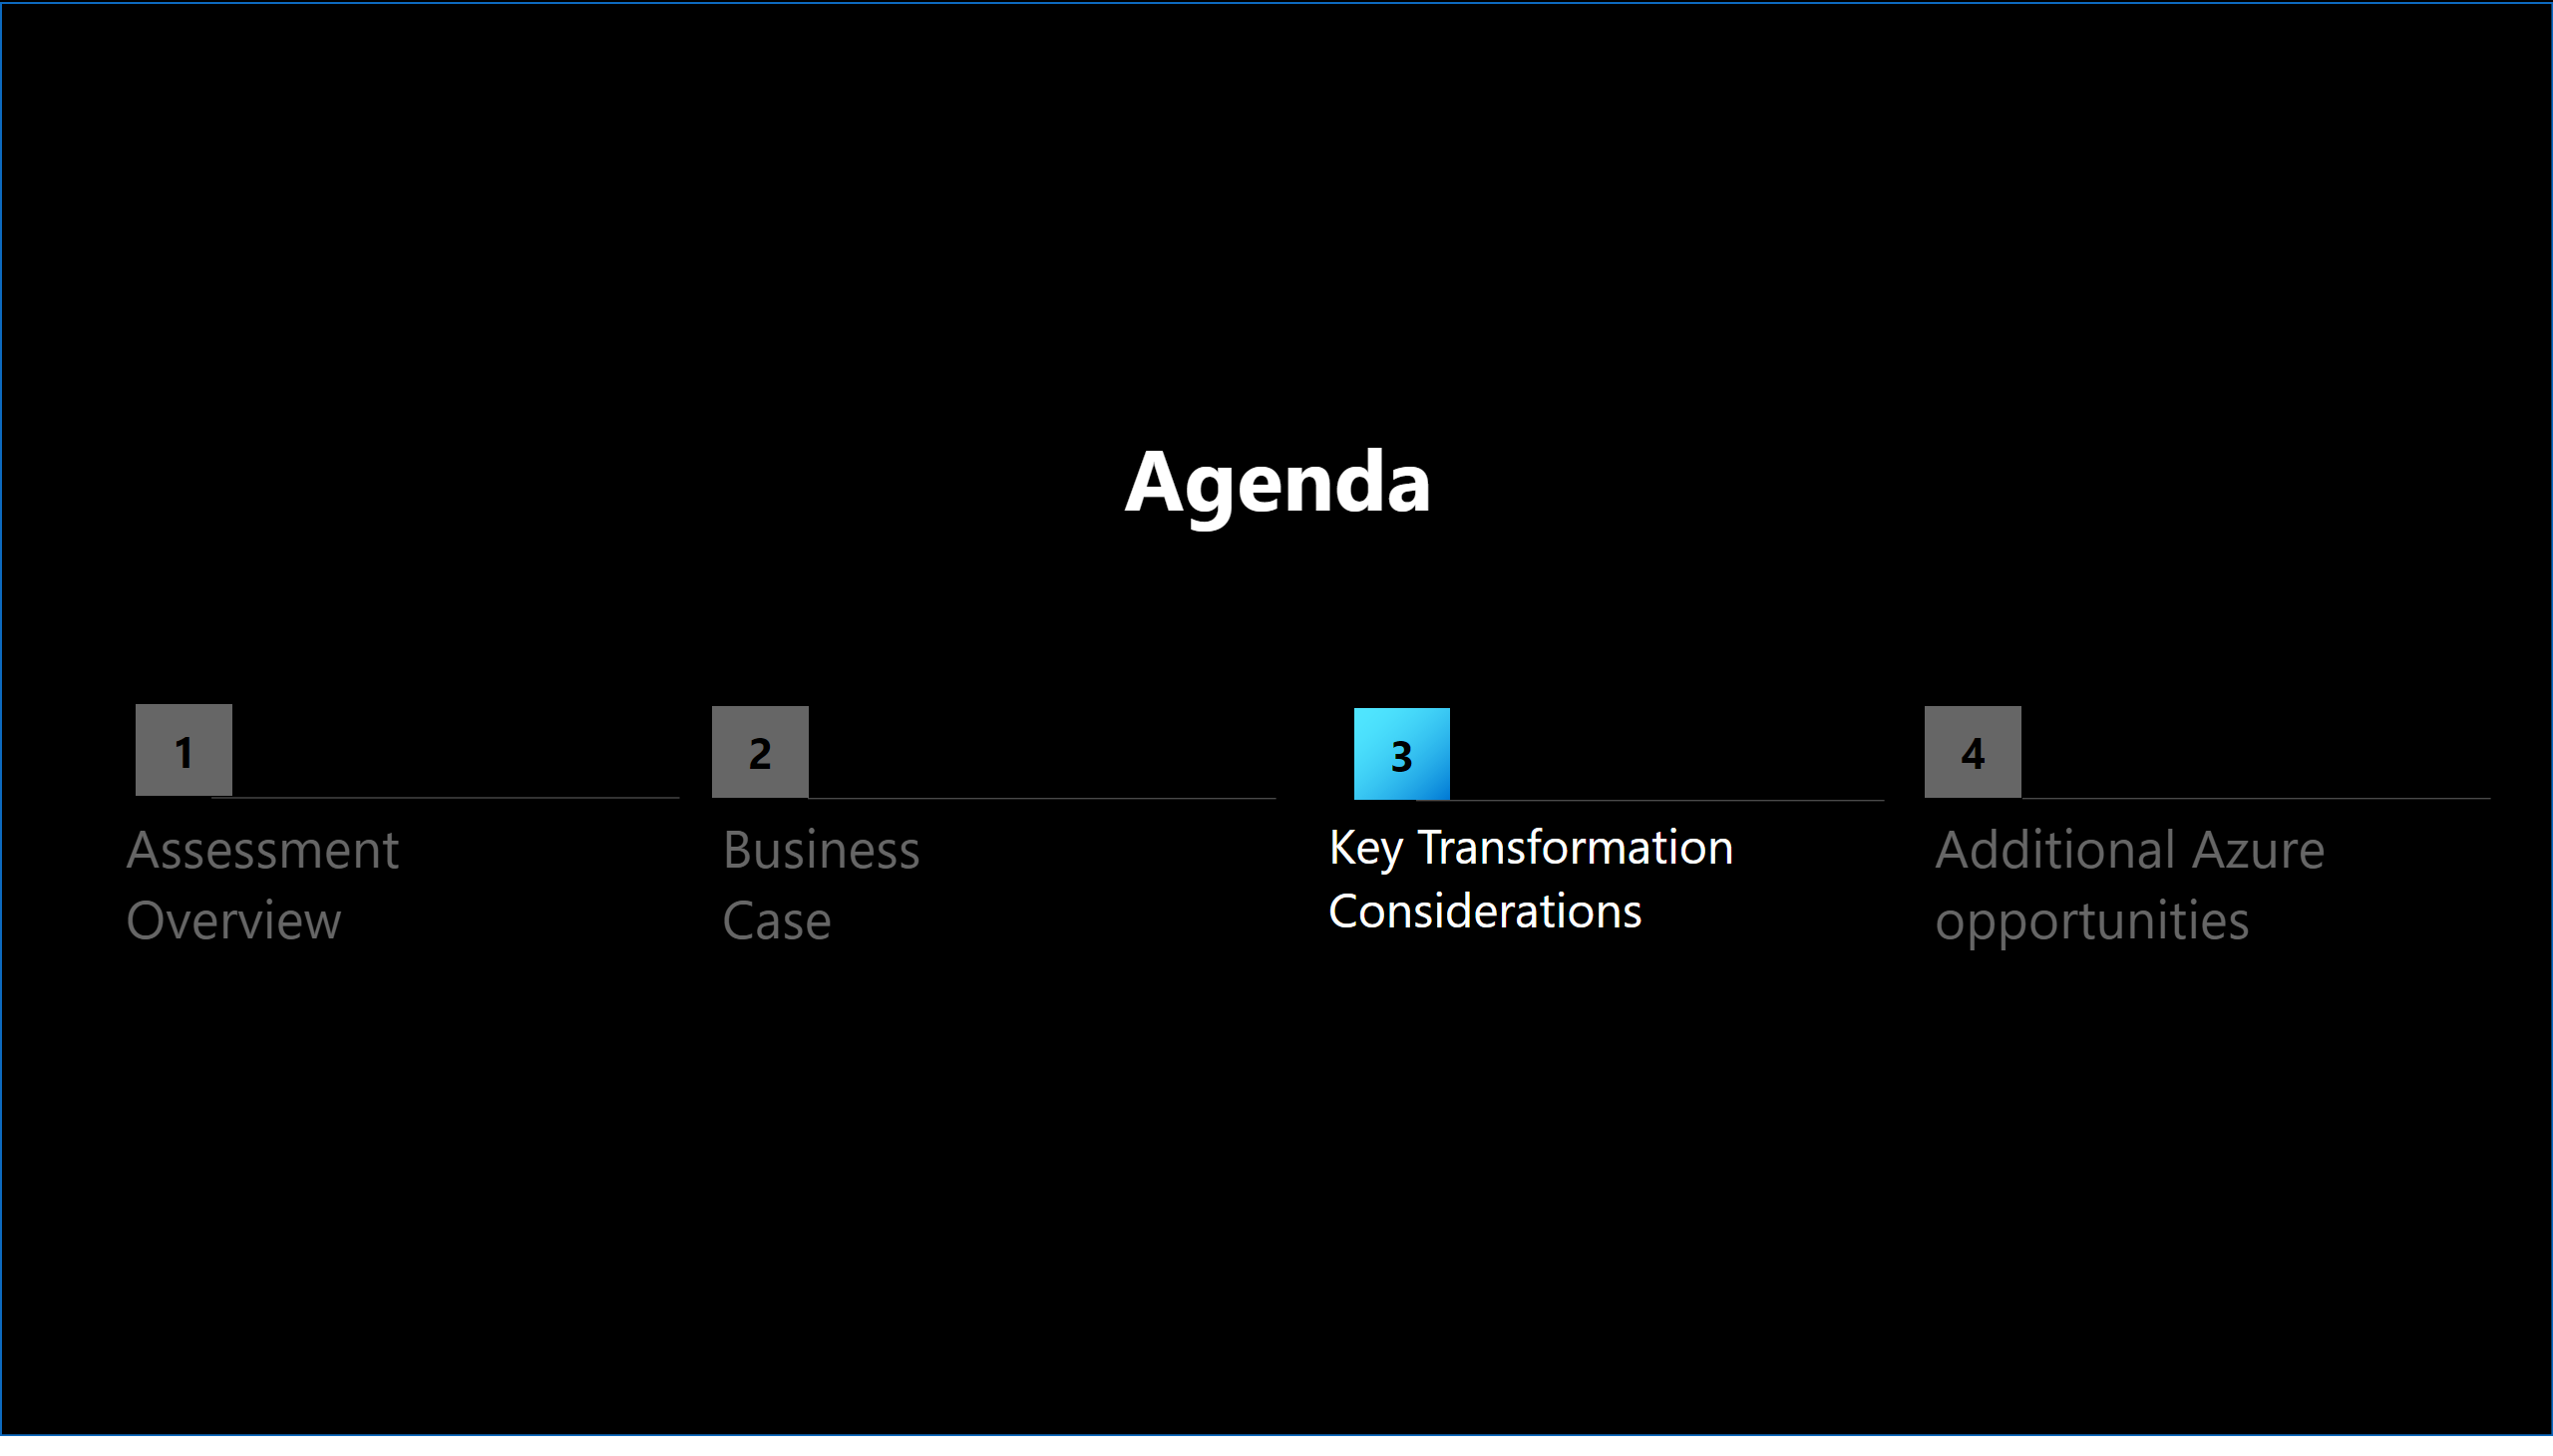 Agenda
1
Assessment
Overview
2
Business
Case
3
Key Transformation
Considerations
4
Additional Azure
opportunities